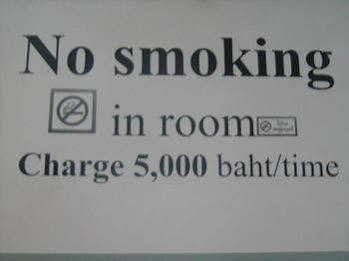 No smoking
in room
Charge 5,000 baht/time